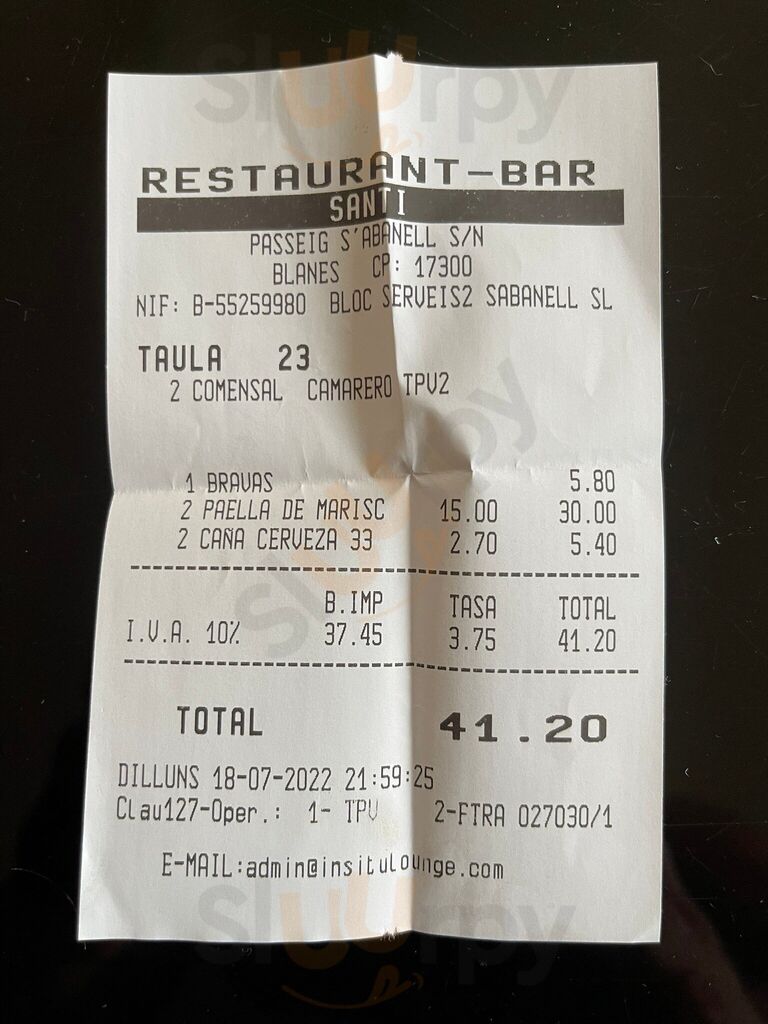 Sluurpy
RESTAURANT-BAR
SANTI
PASSEIG S'ABANELL S/N
BLANES CP: 17300
NIF: B-55259980 BLOC SERVEIS2 SABANELL SL
TAULA 23
2 COMENSAL CAMARERO TPV2
Sluurpy
1 BRAVAS 5.80
2 PAELLA DE MARISC 15.00 30.00
2 CAÑA CERVEZA 33 2.70 5.40
B.IMP TASA TOTAL
I.V.A. 10% 37.45 3.75 41.20
TOTAL 41.20
DILLUNS 18-07-2022 21:59:25
Clau127-Oper.: 1- TPV 2-FTRA 027030/1
E-MAIL:admin@insitulounge.com
Sluurpy